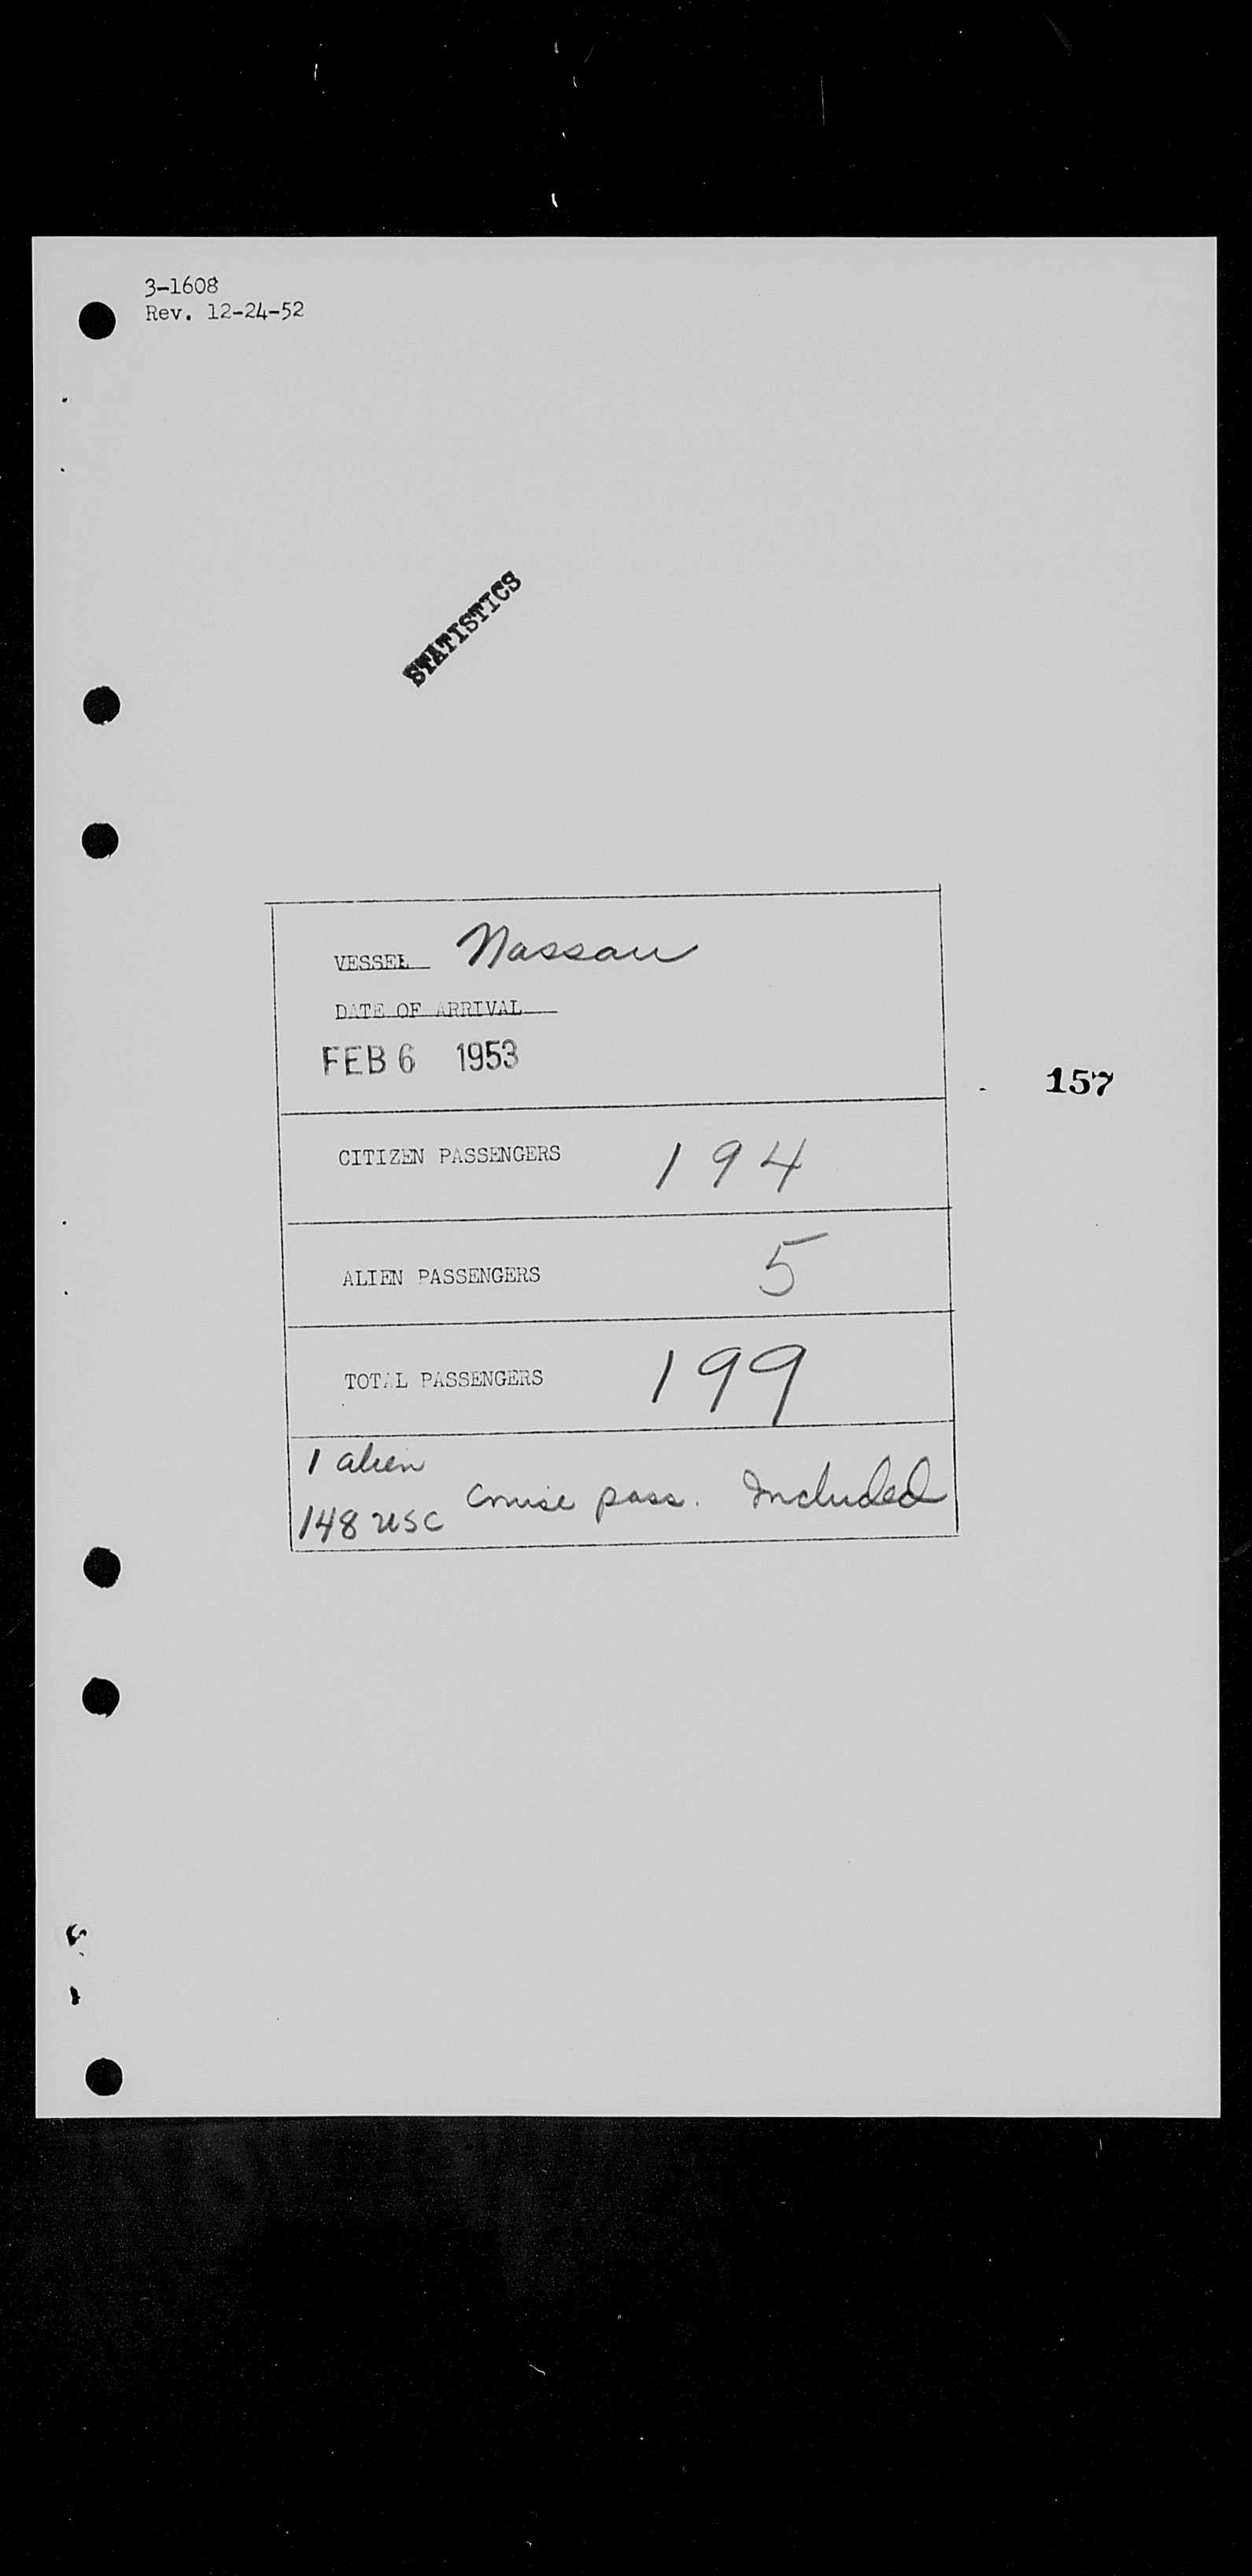 3-1608
Rev. 12-24-52
STATISTICS
VESSEL Nassau
DATE OF ARRIVAL
FEB 6 1953
157
CITIZEN PASSENGERS 194
ALIEN PASSENGERS 5
TOTAL PASSENGERS 199
1 alien
148 USC Cruise pass. Included